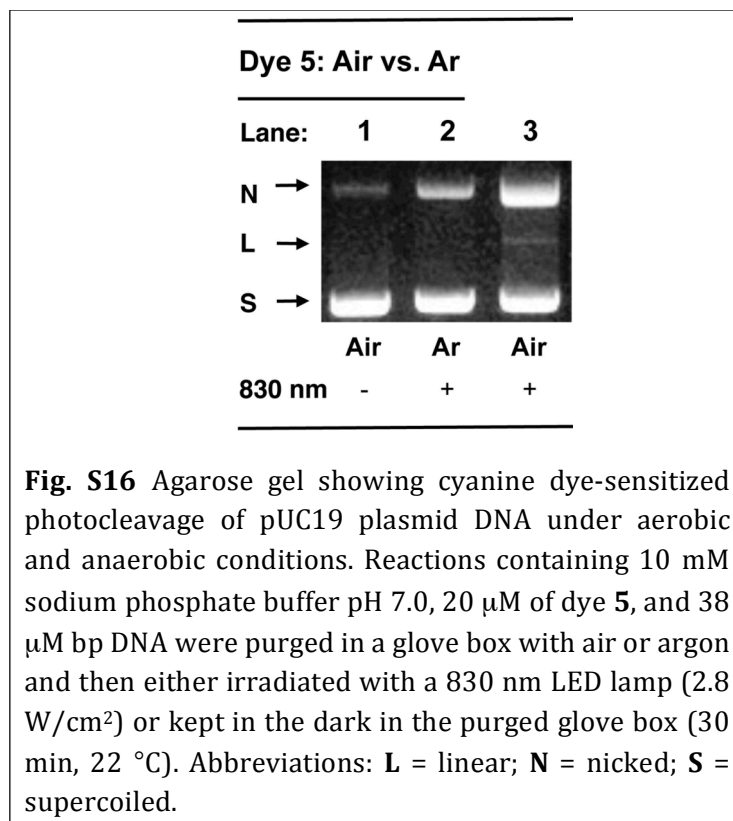 Dye 5: Air vs. Ar
Lane: 1 2 3
N →
L →
S →
Air Ar Air
830 nm - + +
Fig. S16 Agarose gel showing cyanine dye-sensitized
photocleavage of pUC19 plasmid DNA under aerobic
and anaerobic conditions. Reactions containing 10 mM
sodium phosphate buffer pH 7.0, 20 μM of dye 5, and 38
μM bp DNA were purged in a glove box with air or argon
and then either irradiated with a 830 nm LED lamp (2.8
W/cm²) or kept in the dark in the purged glove box (30
min, 22 °C). Abbreviations: L = linear; N = nicked; S =
supercoiled.